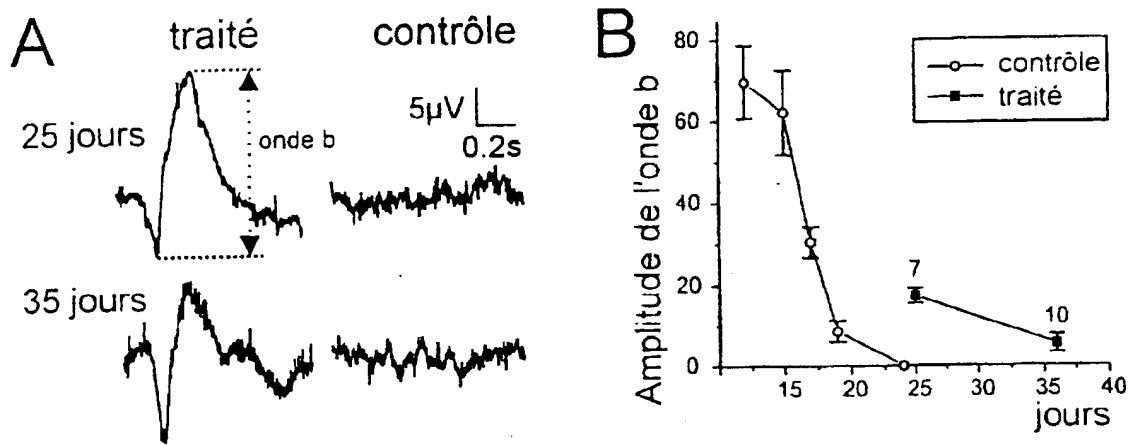 A
traité
contrôle
25 jours
onde b
5µV
0.2s
35 jours
B
Amplitude de l'onde b
80
60
40
20
0
contrôle
traité
7
10
15
20
25
30
35
40
jours